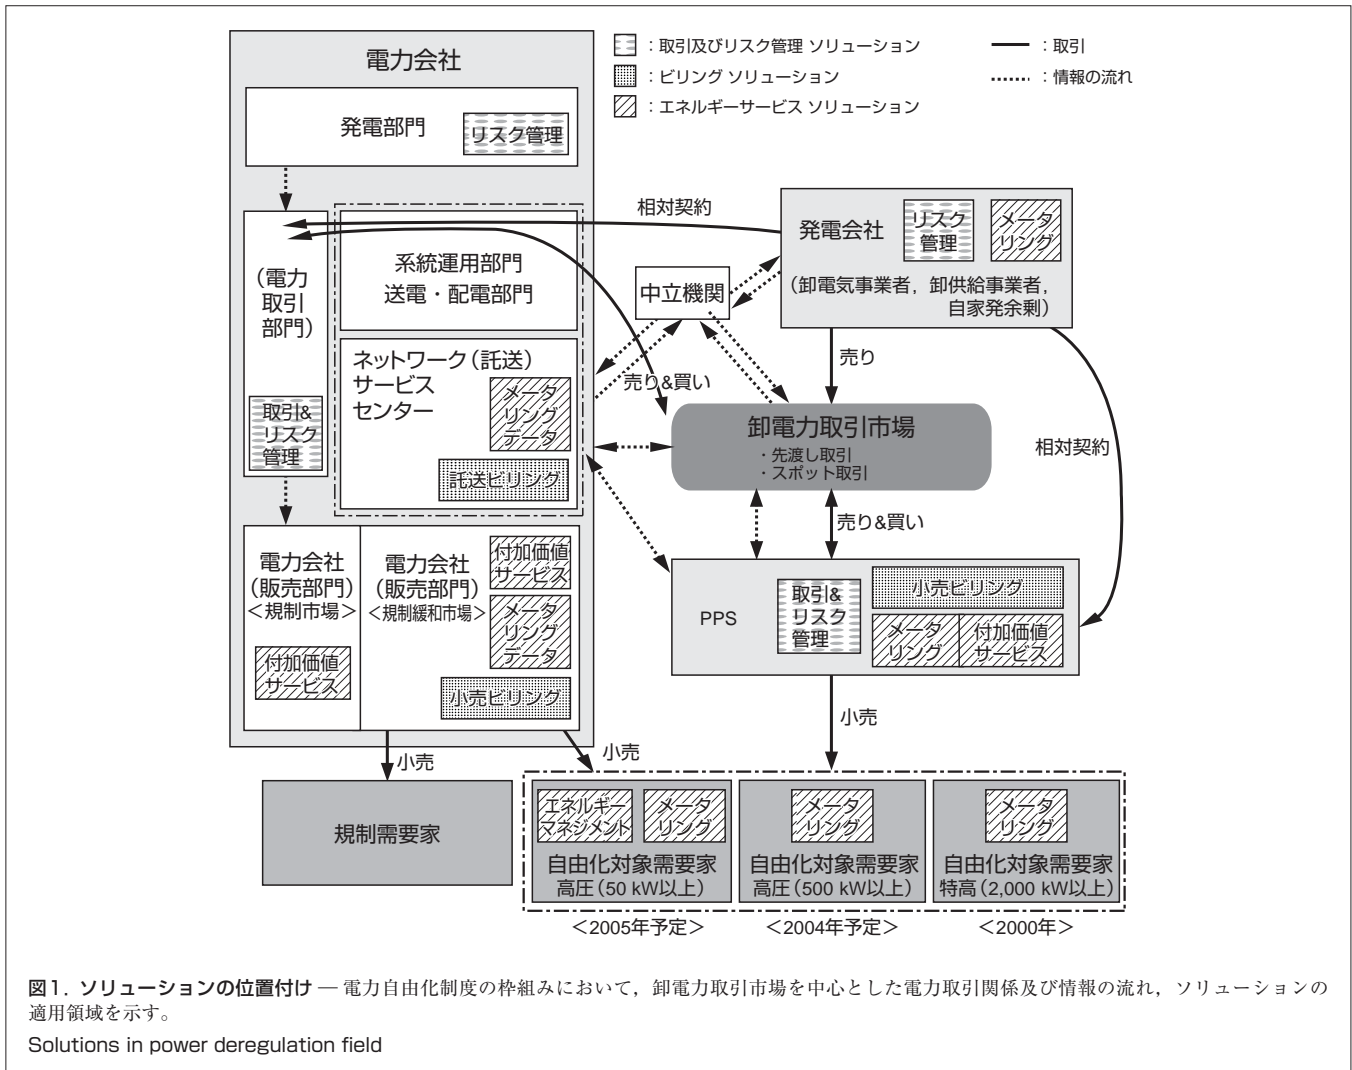 電力会社
発電部門
リスク管理
：取引及びリスク管理 ソリューション
：ビリング ソリューション
：エネルギーサービス ソリューション
：取引
：情報の流れ
（電力
取引
部門）
取引&
リスク
管理
系統運用部門
送電・配電部門
ネットワーク（託送）
サービス
センター
メータ
リング
データ
託送ビリング
相対契約
中立機関
売り&買い
発電会社
リスク
管理
メータ
リング
（卸電気事業者，卸供給事業者，
自家発余剰）
売り
卸電力取引市場
・先渡し取引
・スポット取引
相対契約
売り&買い
電力会社
（販売部門）
＜規制市場＞
付加価値
サービス
電力会社
（販売部門）
＜規制緩和市場＞
付加価値
サービス
メータ
リング
データ
小売ビリング
PPS
取引&
リスク
管理
小売ビリング
メータ
リング
付加価値
サービス
小売
小売
小売
規制需要家
エネルギー
マネジメント
メータ
リング
自由化対象需要家
高圧（50 kW以上）
メータ
リング
自由化対象需要家
高圧（500 kW以上）
メータ
リング
自由化対象需要家
特高（2,000 kW以上）
＜2005年予定＞
＜2004年予定＞
＜2000年＞
図1．ソリューションの位置付け — 電力自由化制度の枠組みにおいて，卸電力取引市場を中心とした電力取引関係及び情報の流れ，ソリューションの
適用領域を示す。
Solutions in power deregulation field